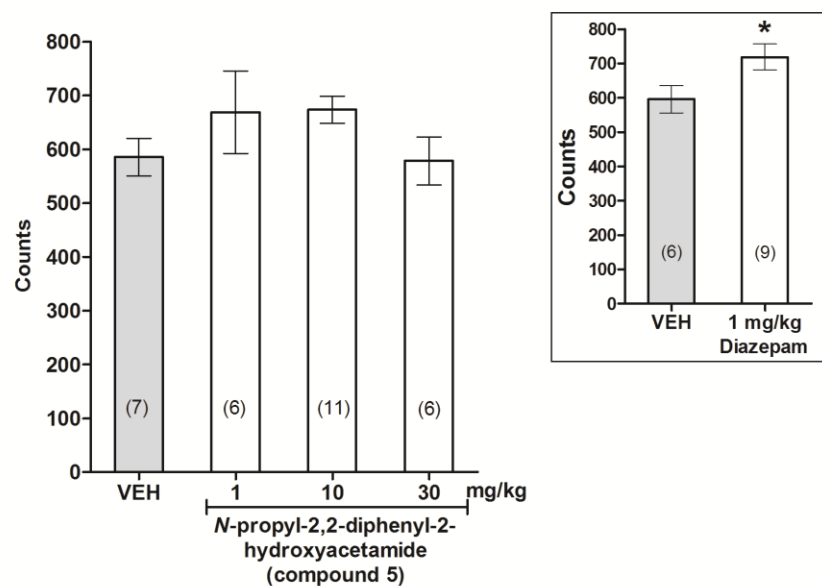 800
700
600
500
400
300
200
100
0
Counts
(7)
(6)
(11)
(6)
VEH
1
10
30
mg/kg
N-propyl-2,2-diphenyl-2-
hydroxyacetamide
(compound 5)
*
800
700
600
500
400
300
200
100
0
Counts
(6)
(9)
VEH
1 mg/kg
Diazepam